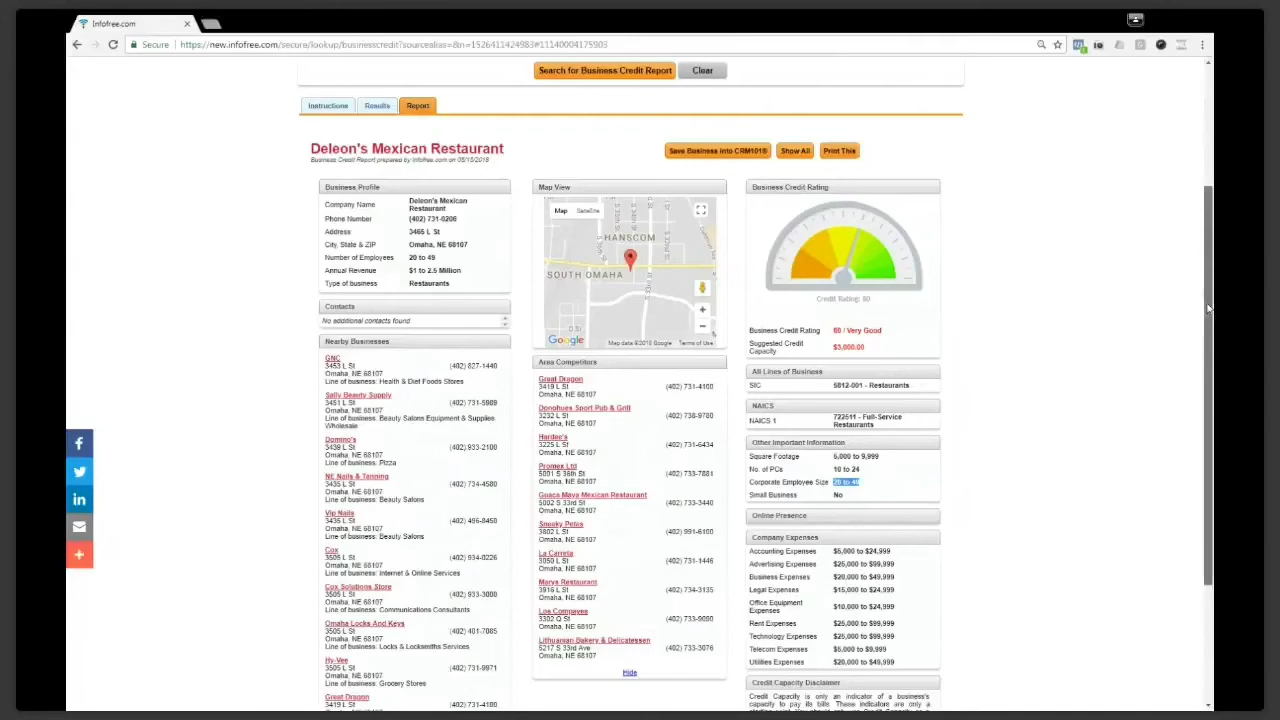 Infofree.com
Secure
https://new.infofree.com/secure/lookup/businesscredit?sourcealias=&n=1526411424983#11140004175903
Search for Business Credit Report
Clear
Instructions
Results
Report
Deleon's Mexican Restaurant
Business Credit Report prepared by infofree.com on 05/15/2018
Save Business into CRM101®
Show All
Print This
Business Profile
Company Name Deleon's Mexican
Restaurant
Phone Number (402) 731-0206
Address 3465 L St
City, State & ZIP Omaha, NE 68107
Number of Employees 20 to 49
Annual Revenue $1 to 2.5 Million
Type of business Restaurants
Contacts
No additional contacts found
Nearby Businesses
GNC
3453 L St (402) 827-1440
Omaha, NE 68107
Line of business: Health & Diet Foods Stores
Sally Beauty Supply
3451 L St (402) 731-5989
Omaha, NE 68107
Line of business: Beauty Salons Equipment & Supplies
Wholesale
Domino's
3439 L St (402) 933-2100
Omaha, NE 68107
Line of business: Pizza
NE Nails & Tanning
3435 L St (402) 734-4580
Omaha, NE 68107
Line of business: Beauty Salons
Vip Nails
3435 L St (402) 496-8450
Omaha, NE 68107
Line of business: Beauty Salons
Cox
3505 L St (402) 934-0226
Omaha, NE 68107
Line of business: Internet & Online Services
Cox Solutions Store
3505 L St (402) 933-3000
Omaha, NE 68107
Line of business: Communications Consultants
Omaha Locks And Keys
3505 L St (402) 401-7085
Omaha, NE 68107
Line of business: Locks & Locksmiths Services
Hy-Vee
3505 L St (402) 731-9971
Omaha, NE 68107
Line of business: Grocery Stores
Great Dragon
3419 L St (402) 731-4100
Map View
Map Satellite
HANSCOM
SOUTH OMAHA
Google
Map data ©2018 Google Terms of Use
Area Competitors
Great Dragon
3419 L St (402) 731-4100
Omaha, NE 68107
Donohues Sport Pub & Grill
3232 L St (402) 738-9780
Omaha, NE 68107
Hardee's
3225 L St (402) 731-6434
Omaha, NE 68107
Promex Ltd
5001 S 36th St (402) 733-7881
Omaha, NE 68107
Guaca Maya Mexican Restaurant
5002 S 33rd St (402) 733-3440
Omaha, NE 68107
Sneaky Petes
3802 L St (402) 991-6100
Omaha, NE 68107
La Carreta
3050 L St (402) 731-1446
Omaha, NE 68107
Marys Restaurant
3916 L St (402) 734-3135
Omaha, NE 68107
Los Compayes
3302 Q St (402) 733-9090
Omaha, NE 68107
Lithuanian Bakery & Delicatessen
5217 S 33rd Ave (402) 733-3076
Omaha, NE 68107
Hide
Business Credit Rating
Credit Rating: 80
Business Credit Rating / Very Good
Suggested Credit $3,000.00
Capacity
All Lines of Business
SIC 5812-001 - Restaurants
NAICS
NAICS 1 722511 - Full-Service
Restaurants
Other Important Information
Square Footage 5,000 to 9,999
No. of PCs 10 to 24
Corporate Employee Size 20 to 49
Small Business No
Online Presence
Company Expenses
Accounting Expenses $5,000 to $24,999
Advertising Expenses $25,000 to $99,999
Business Expenses $20,000 to $49,999
Legal Expenses $15,000 to $24,999
Office Equipment $10,000 to $24,999
Expenses
Rent Expenses $25,000 to $99,999
Technology Expenses $25,000 to $99,999
Telecom Expenses $5,000 to $9,999
Utilities Expenses $20,000 to $49,999
Credit Capacity Disclaimer
Credit Capacity is only an indicator of a business's
capacity to pay its bills. These indicators are only a